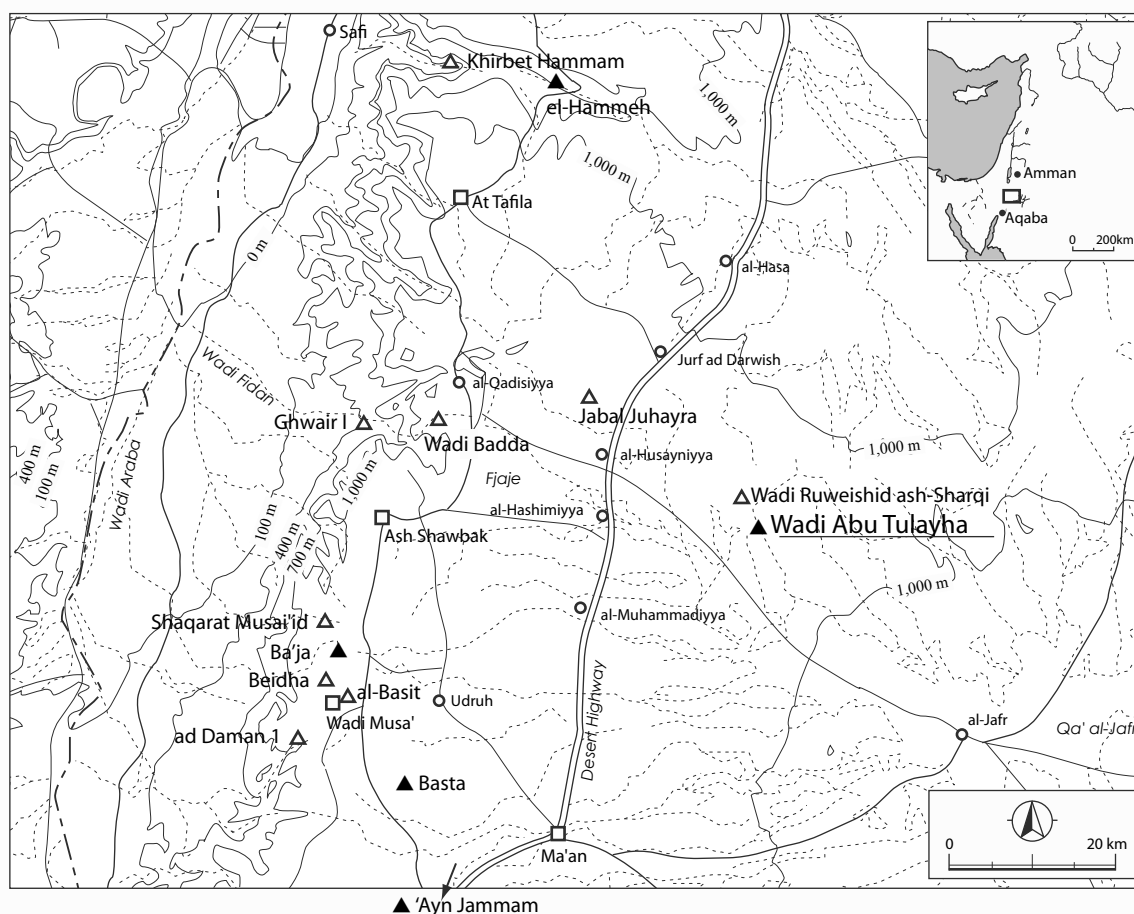 Safi
Khirbet Hammam
el-Hammeh
1,000 m
1,000 m
Amman
Aqaba
0 200km
At Tafila
0 m
al-Hasa
Wadi Fidan
Jurf ad Darwish
al-Qadisiyya
Jabal Juhayra
Ghwair I
Wadi Badda
400 m
100 m
Wadi Araba
1,000 m
al-Husayniyya
1,000 m
Fjaje
Wadi Ruweishid ash-Sharqi
100 m
400 m
700 m
al-Hashimiyya
Ash Shawbak
Wadi Abu Tulayha
1,000 m
al-Muhammadiyya
Shaqarat Musai'id
Ba'ja
Beidha
al-Basit
Udruh
Wadi Musa'
ad Daman 1
Desert Highway
al-Jafr
Qa' al-Jafr
Basta
Ma'an
0 20 km
'Ayn Jammam